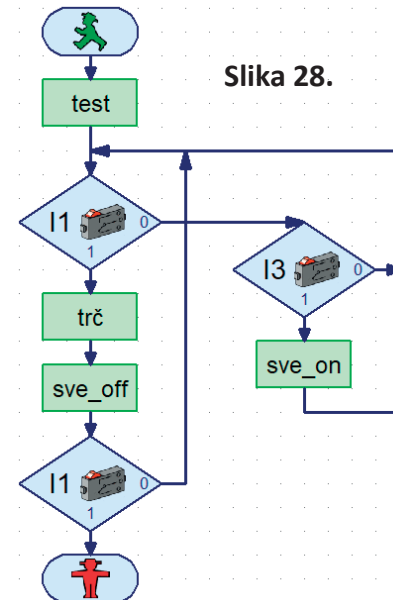 Slika 28.
test
I1 0
1
I3 0
1
trč
sve_on
sve_off
I1 0
1